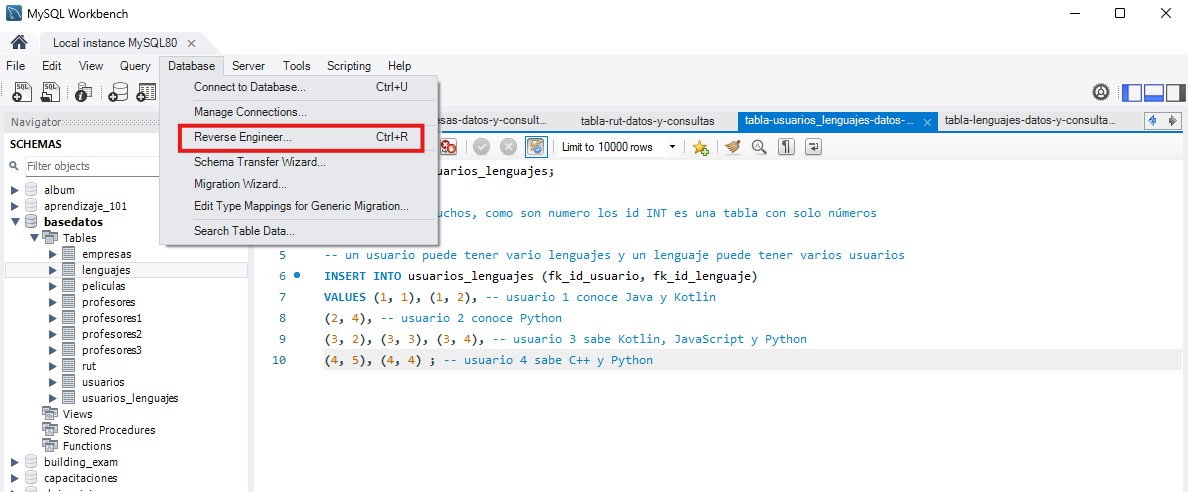 MySQL Workbench
Local instance MySQL80
File Edit View Query Database Server Tools Scripting Help
Connect to Database... Ctrl+U
Manage Connections...
Reverse Engineer... Ctrl+R
Schema Transfer Wizard...
Migration Wizard...
Edit Type Mappings for Generic Migration...
Search Table Data...
Navigator
SCHEMAS
Filter objects
album
aprendizaje_101
basedatos
Tables
empresas
lenguajes
peliculas
profesores
profesores1
profesores2
profesores3
rut
usuarios
usuarios_lenguajes
Views
Stored Procedures
Functions
building_exam
capacitaciones
esas-datos-y-consult... tabla-rut-datos-y-consultas tabla-usuarios_lenguajes-datos-... tabla-lenguajes-datos-y-consulta...
SQL SQL Limit to 10000 rows
uarios_lenguajes;
uchos, como son numero los id INT es una tabla con solo números
5 -- un usuario puede tener vario lenguajes y un lenguaje puede tener varios usuarios
6 INSERT INTO usuarios_lenguajes (fk_id_usuario, fk_id_lenguaje)
7 VALUES (1, 1), (1, 2), -- usuario 1 conoce Java y Kotlin
8 (2, 4), -- usuario 2 conoce Python
9 (3, 2), (3, 3), (3, 4), -- usuario 3 sabe Kotlin, JavaScript y Python
10 (4, 5), (4, 4) ; -- usuario 4 sabe C++ y Python